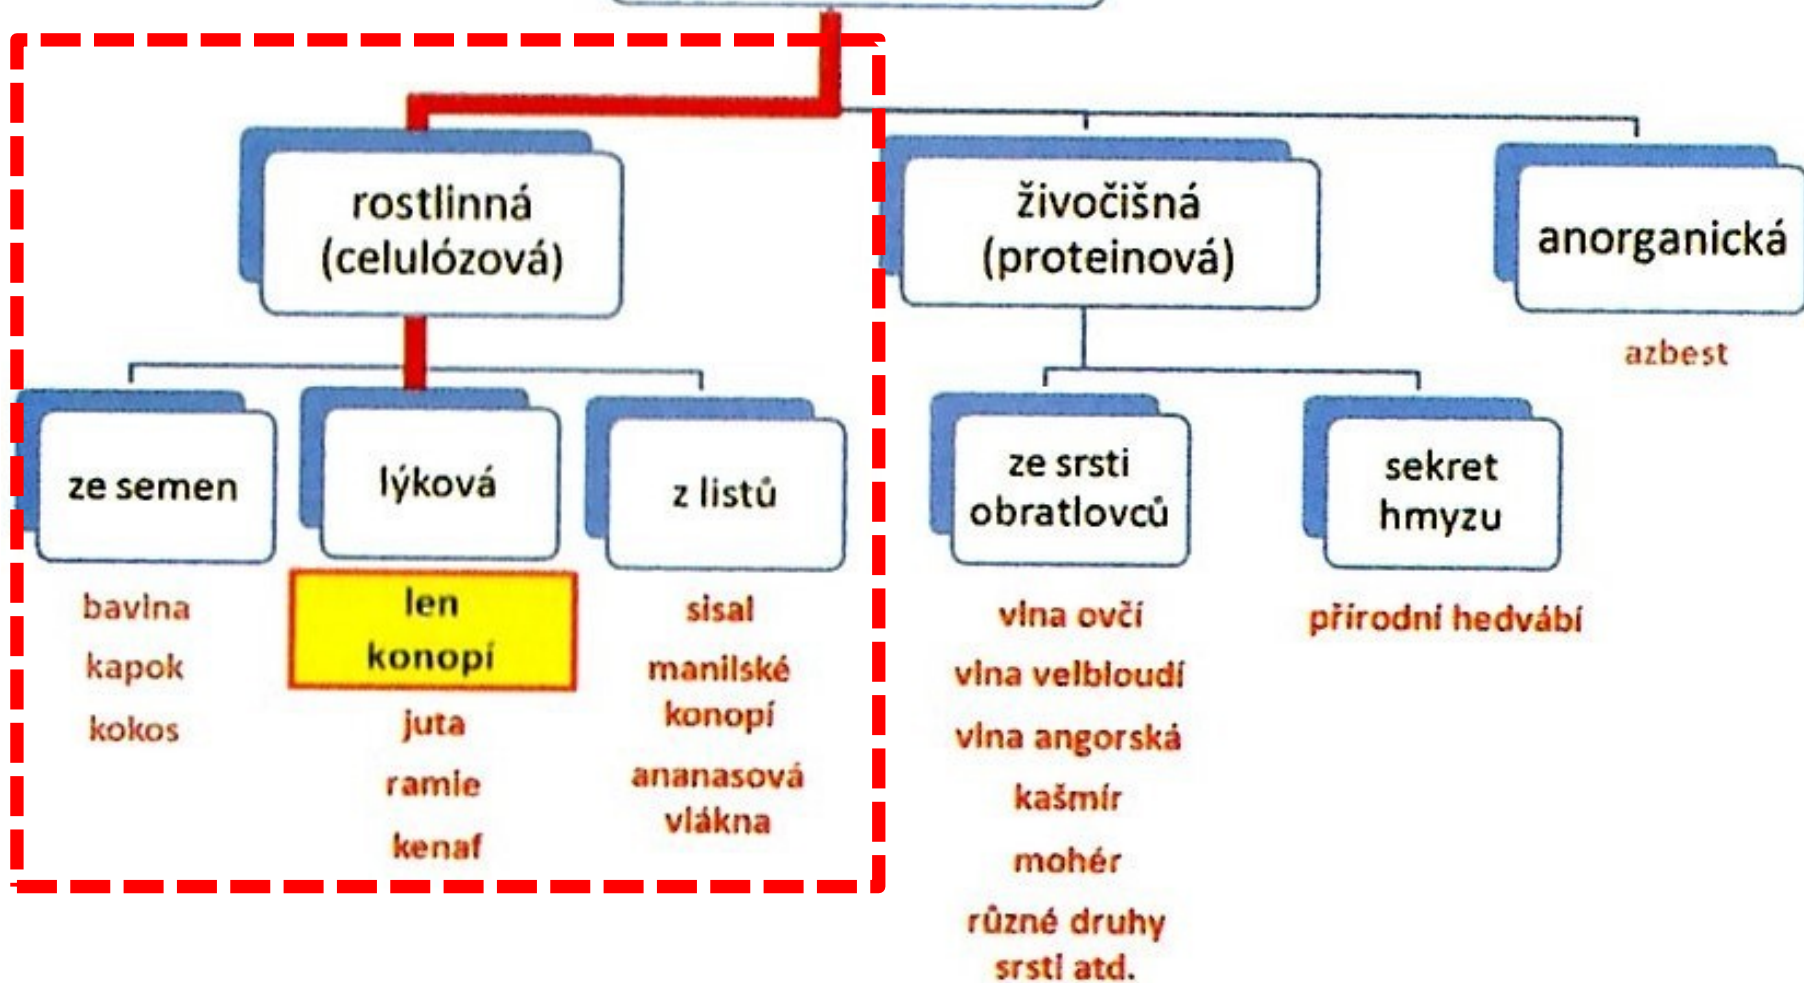 rostlinná
(celulózová)
živočišná
(proteinová)
anorganická
azbest
ze semen
bavlna
kapok
kokos
lýková
len
konopí
juta
ramie
kenaf
z listů
sisal
manilské
konopí
ananasová
vlákna
ze srsti
obratlovců
vlna ovčí
vlna velbloudí
vlna angorská
kašmír
mohér
různé druhy
srsti atd.
sekret
hmyzu
přírodní hedvábí